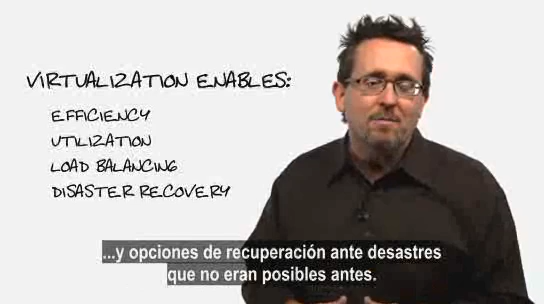 VIRTUALIZATION ENABLES:
EFFICIENCY
UTILIZATION
LOAD BALANCING
DISASTER RECOVERY
...y opciones de recuperación ante desastres
que no eran posibles antes.